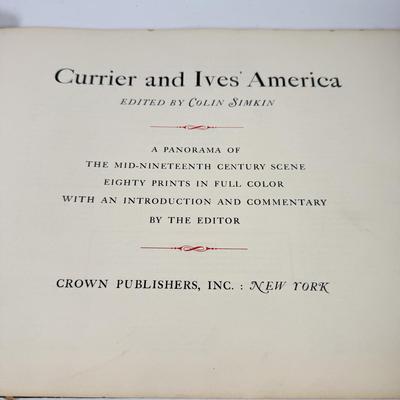 Currier and Ives' America
EDITED BY COLIN SIMKIN
A PANORAMA OF
THE MID-NINETEENTH CENTURY SCENE
EIGHTY PRINTS IN FULL COLOR
WITH AN INTRODUCTION AND COMMENTARY
BY THE EDITOR
CROWN PUBLISHERS, INC. : NEW YORK